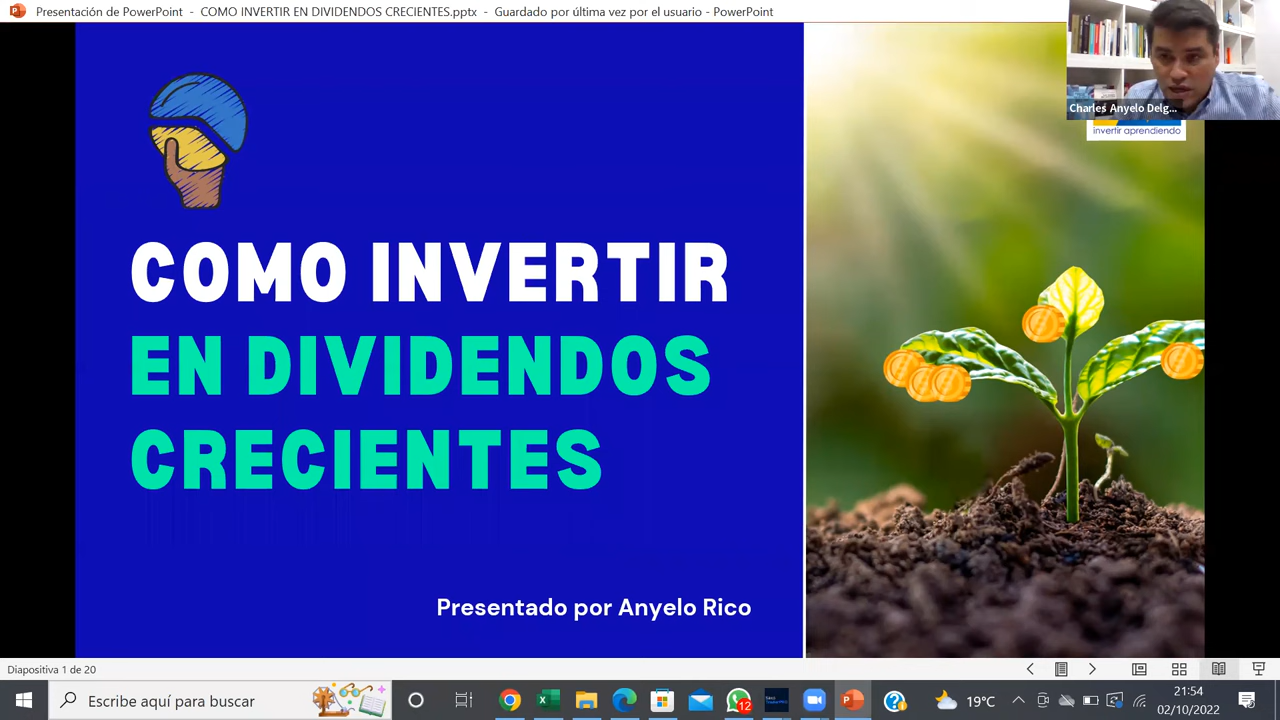 Presentación de PowerPoint - COMO INVERTIR EN DIVIDENDOS CRECIENTES.pptx - Guardado por última vez por el usuario - PowerPoint
Charles Anyelo Delg...
invertir aprendiendo
COMO INVERTIR
EN DIVIDENDOS
CRECIENTES
Presentado por Anyelo Rico
Diapositiva 1 de 20
Escribe aquí para buscar
12
19°C
21:54
02/10/2022